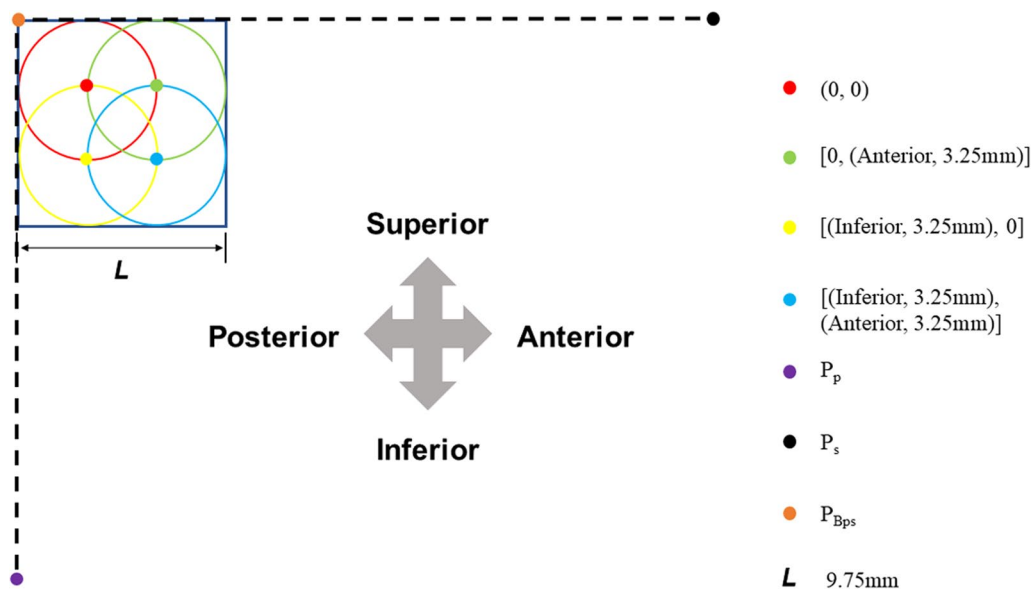 L
Superior
Posterior
Anterior
Inferior
(0, 0)
[0, (Anterior, 3.25mm)]
[(Inferior, 3.25mm), 0]
[(Inferior, 3.25mm),
(Anterior, 3.25mm)]
Pp
Ps
PBps
L 9.75mm